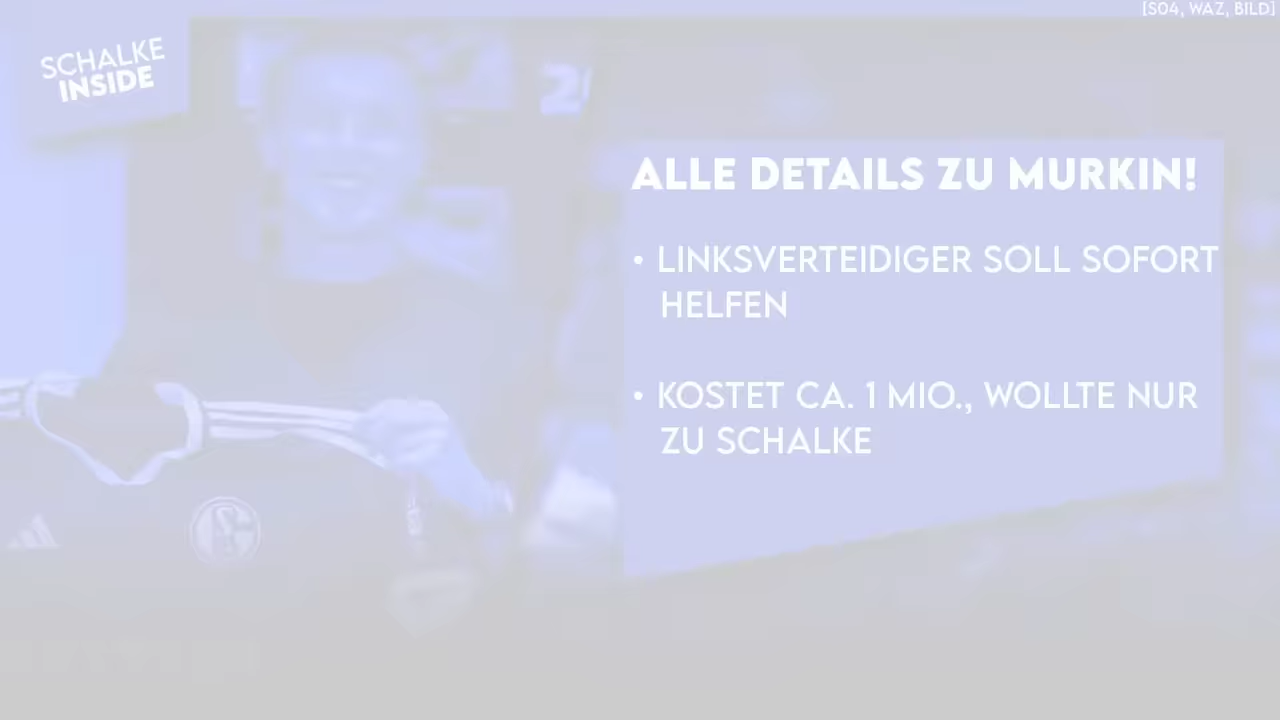 [S04, WAZ, BILD]
SCHALKE
INSIDE
ALLE DETAILS ZU MURKIN!
• LINKSVERTEIDIGER SOLL SOFORT
HELFEN
• KOSTET CA. 1 MIO., WOLLTE NUR
ZU SCHALKE